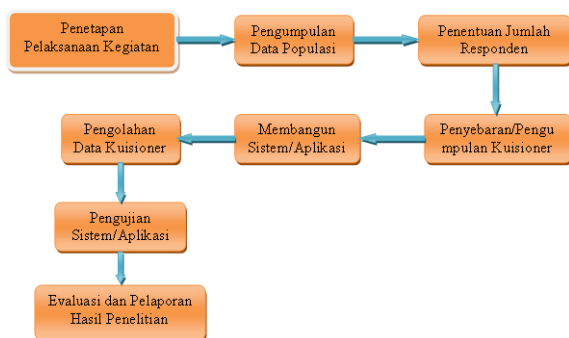 Penetapan
Pelaksanaan Kegiatan
Pengumpulan
Data Populasi
Penentuan Jumlah
Responden
Penyebaran/Pengu
mpulan Kuisioner
Membangun
Sistem/Aplikasi
Pengolahan
Data Kuisioner
Pengujian
Sistem/Aplikasi
Evaluasi dan Pelaporan
Hasil Penelitian